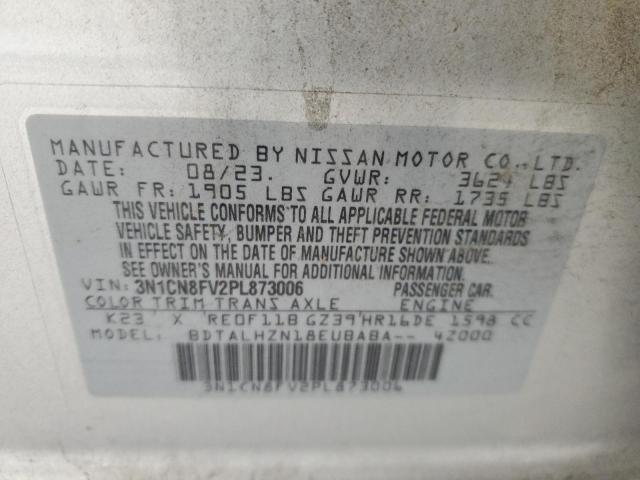 MANUFACTURED BY NISSAN MOTOR CO., LTD.
DATE: 08/23. GVWR: 3624 LBS
GAWR FR: 1905 LBS GAWR RR: 1735 LBS
THIS VEHICLE CONFORMS TO ALL APPLICABLE FEDERAL MOTOR
VEHICLE SAFETY, BUMPER AND THEFT PREVENTION STANDARDS
IN EFFECT ON THE DATE OF MANUFACTURE SHOWN ABOVE.
SEE OWNER'S MANUAL FOR ADDITIONAL INFORMATION.
VIN: 3N1CN8FV2PL873006 PASSENGER CAR.
COLOR TRIM TRANS AXLE ENGINE
K23 X RE0F11B GZ39 HR16DE 1598 CC
MODEL: BDTALHZN18EUBABA-- 4Z000
3N1CN8FV2PL873006